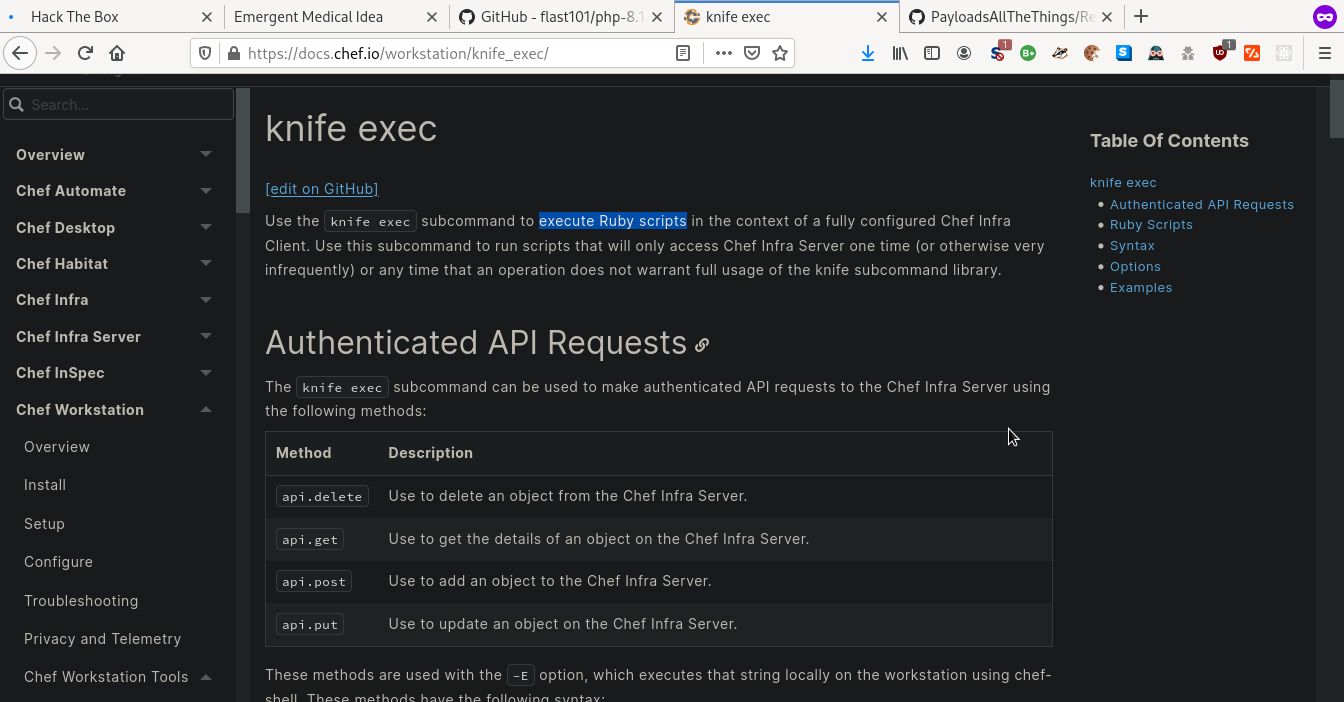 Hack The Box
Emergent Medical Idea
GitHub - flast101/php-8.1
knife exec
PayloadsAllTheThings/Re
https://docs.chef.io/workstation/knife_exec/
1
B+
S
1
Search...
Overview
Chef Automate
Chef Desktop
Chef Habitat
Chef Infra
Chef Infra Server
Chef InSpec
Chef Workstation
Overview
Install
Setup
Configure
Troubleshooting
Privacy and Telemetry
Chef Workstation Tools
knife exec
[edit on GitHub]
Use the knife exec subcommand to execute Ruby scripts in the context of a fully configured Chef Infra
Client. Use this subcommand to run scripts that will only access Chef Infra Server one time (or otherwise very
infrequently) or any time that an operation does not warrant full usage of the knife subcommand library.
Authenticated API Requests
The knife exec subcommand can be used to make authenticated API requests to the Chef Infra Server using
the following methods:
Method Description
api.delete Use to delete an object from the Chef Infra Server.
api.get Use to get the details of an object on the Chef Infra Server.
api.post Use to add an object to the Chef Infra Server.
api.put Use to update an object on the Chef Infra Server.
These methods are used with the -E option, which executes that string locally on the workstation using chef-
shell. These methods have the following syntax:
Table Of Contents
knife exec
Authenticated API Requests
Ruby Scripts
Syntax
Options
Examples